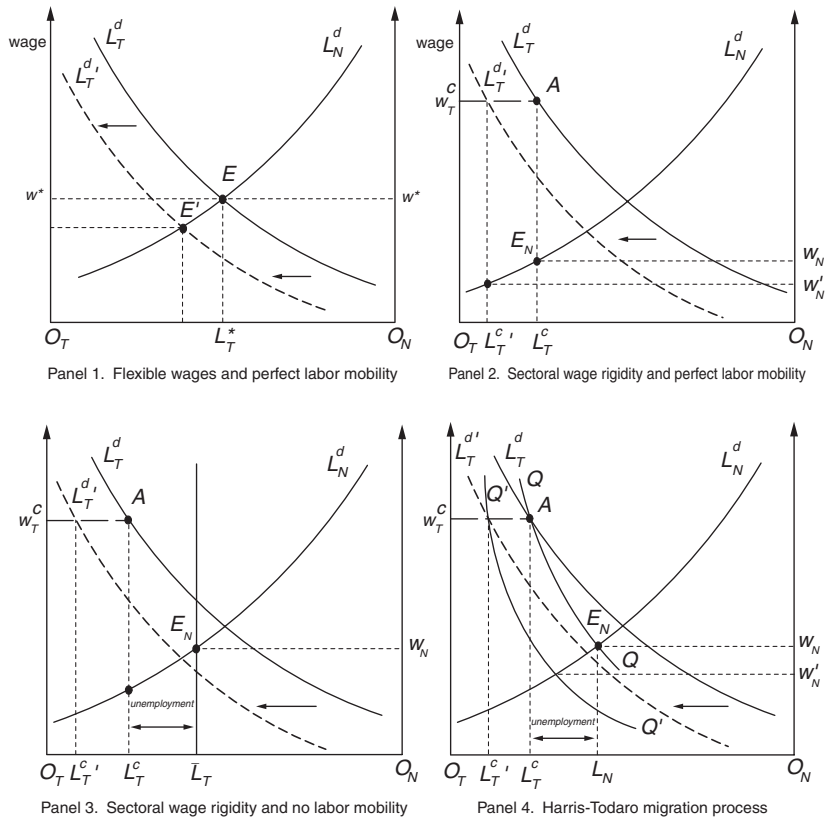 wage
L_T^d
L_N^d
L_T^d'
E
w*
w*
E'
O_T
L_T^*
O_N
Panel 1. Flexible wages and perfect labor mobility
wage
L_T^d
L_N^d
L_T^d'
w_T^c
A
E_N
w_N
w'_N
O_T
L_T^c'
L_T^c
O_N
Panel 2. Sectoral wage rigidity and perfect labor mobility
L_T^d
L_N^d
L_T^d'
w_T^c
A
E_N
w_N
unemployment
O_T
L_T^c'
L_T^c
L̄_T
O_N
Panel 3. Sectoral wage rigidity and no labor mobility
L_T^d'
L_T^d
L_N^d
Q
Q'
w_T^c
A
E_N
w_N
Q
w'_N
unemployment
Q'
O_T
L_T^c'
L_T^c
L_N
O_N
Panel 4. Harris-Todaro migration process